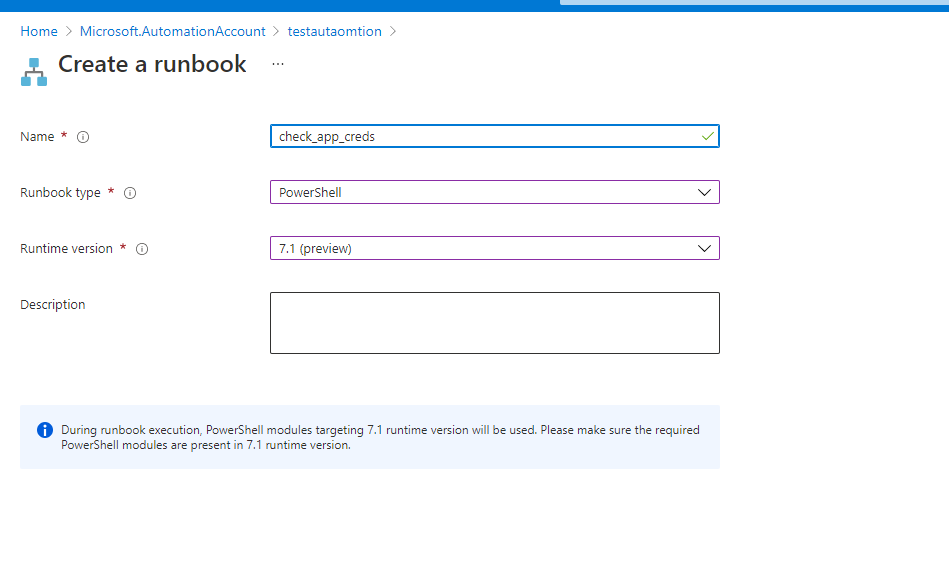 Home > Microsoft.AutomationAccount > testautaomtion >
Create a runbook ...
Name * check_app_creds
Runbook type * PowerShell
Runtime version * 7.1 (preview)
Description
During runbook execution, PowerShell modules targeting 7.1 runtime version will be used. Please make sure the required
PowerShell modules are present in 7.1 runtime version.